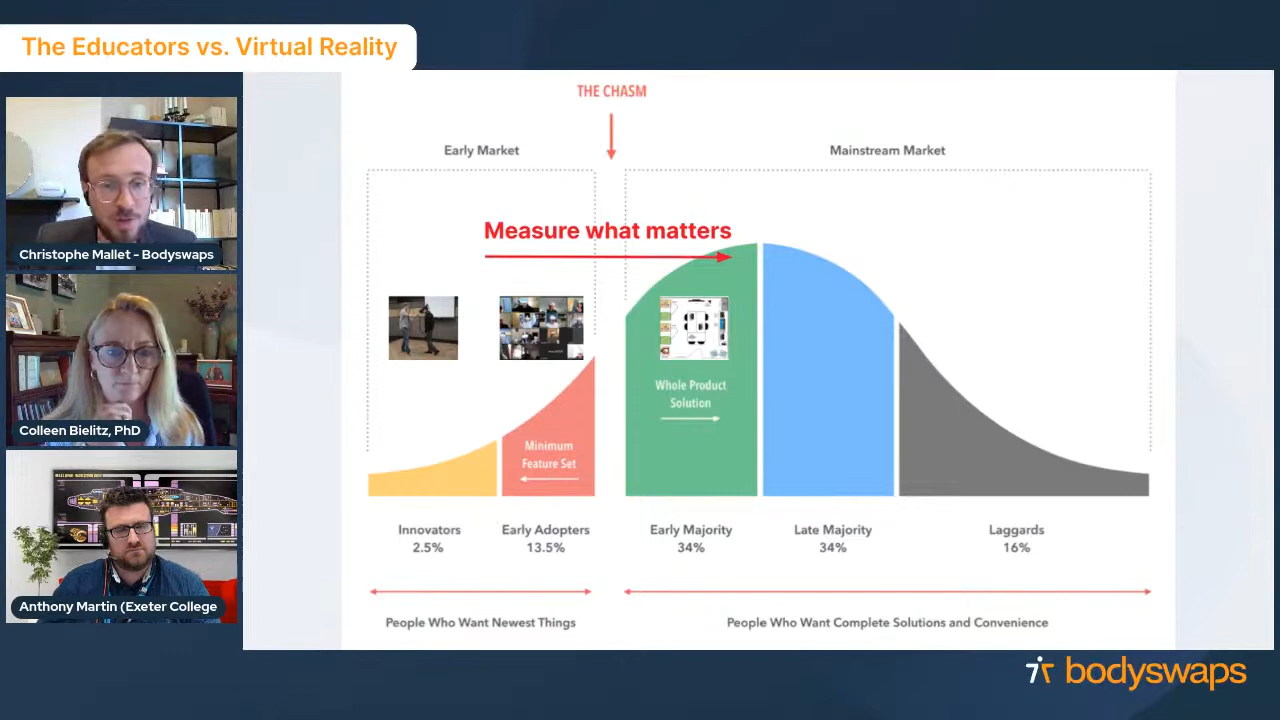 The Educators vs. Virtual Reality
Christophe Mallet - Bodyswaps
Colleen Bielitz, PhD
Anthony Martin (Exeter College
THE CHASM
Early Market
Mainstream Market
Measure what matters
Whole Product
Solution
Minimum
Feature Set
Innovators
2.5%
Early Adopters
13.5%
Early Majority
34%
Late Majority
34%
Laggards
16%
People Who Want Newest Things
People Who Want Complete Solutions and Convenience
bodyswaps